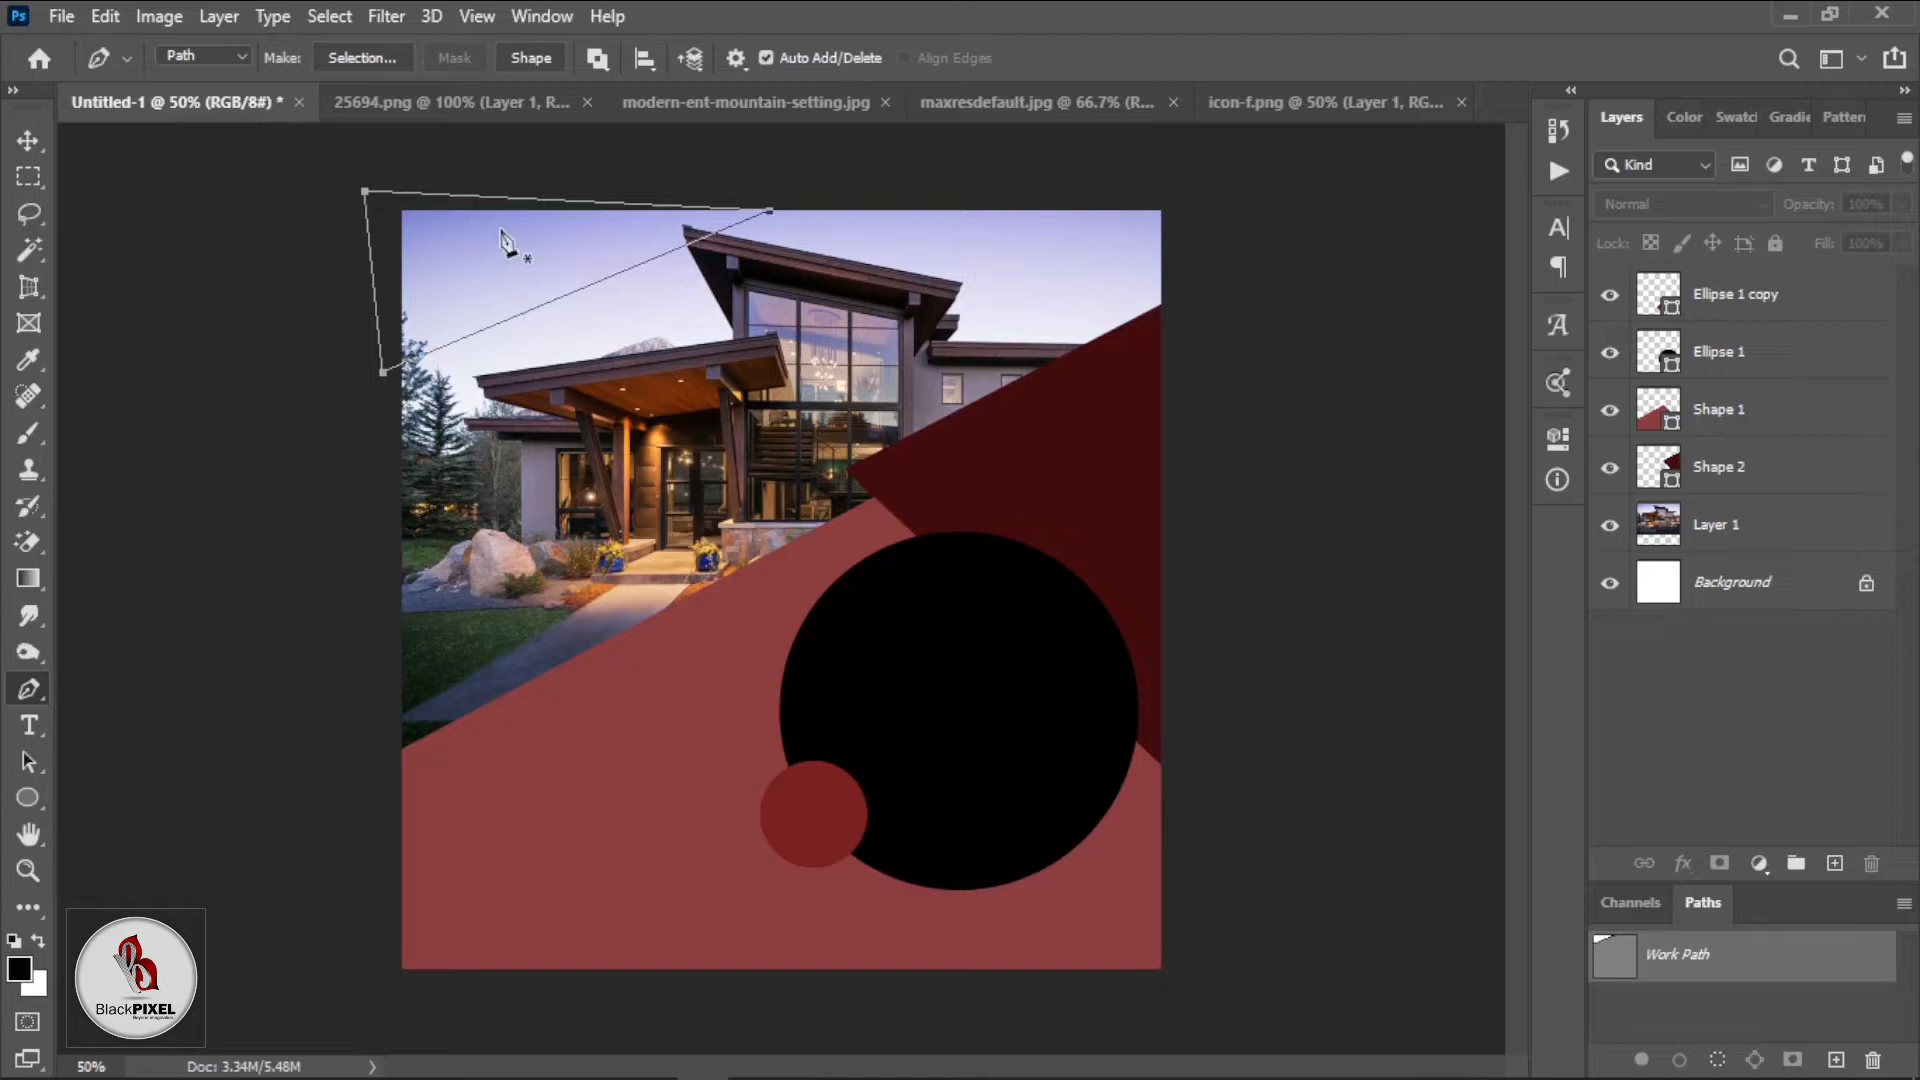 Ps File Edit Image Layer Type Select Filter 3D View Window Help
Path Make: Selection... Mask Shape Auto Add/Delete Align Edges
Untitled-1 @ 50% (RGB/8#) * 25694.png @ 100% (Layer 1, R... modern-ent-mountain-setting.jpg maxresdefault.jpg @ 66.7% (R... icon-f.png @ 50% (Layer 1, RG...
Layers Color Swatcl Gradie Patteri
Kind
Normal Opacity: 100%
Lock: Fill: 100%
Ellipse 1 copy
Ellipse 1
Shape 1
Shape 2
Layer 1
Background
Channels Paths
Work Path
BlackPIXEL
50% Doc: 3.34M/5.48M